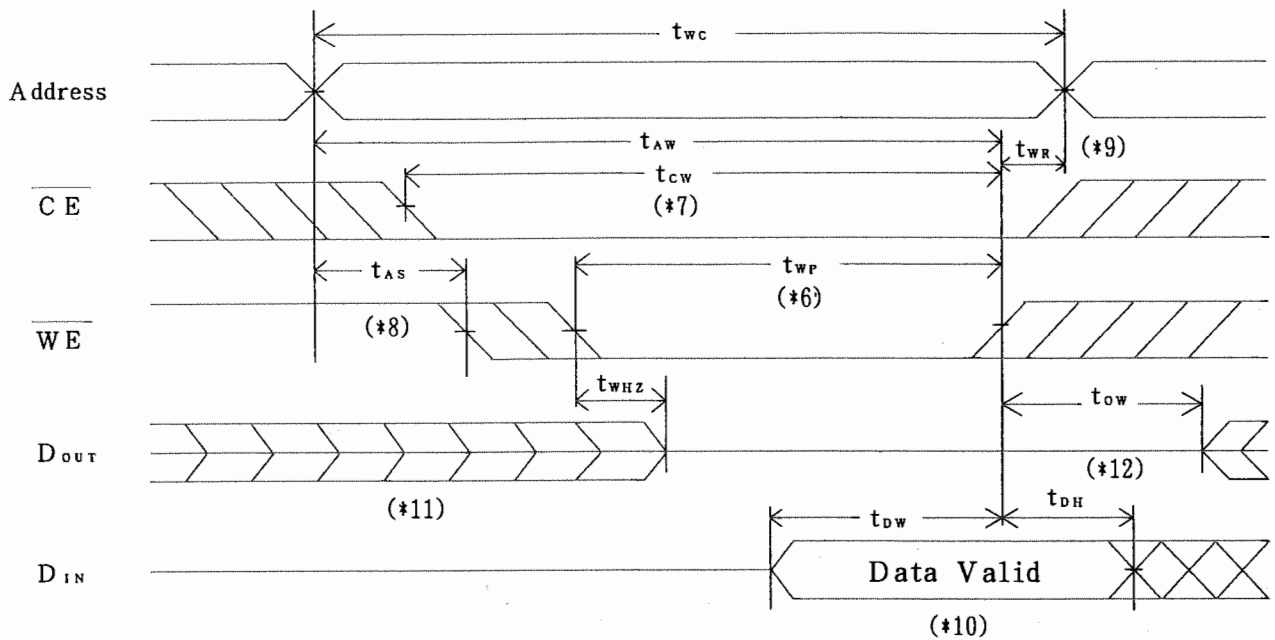 tWC
Address
tAW
tWR (*9)
tCW
CE
(*7)
tAS
tWP
(*8)
(*6)
WE
tWHZ
tOW
DOUT
(*12)
(*11)
tDW
tDH
DIN
Data Valid
(*10)